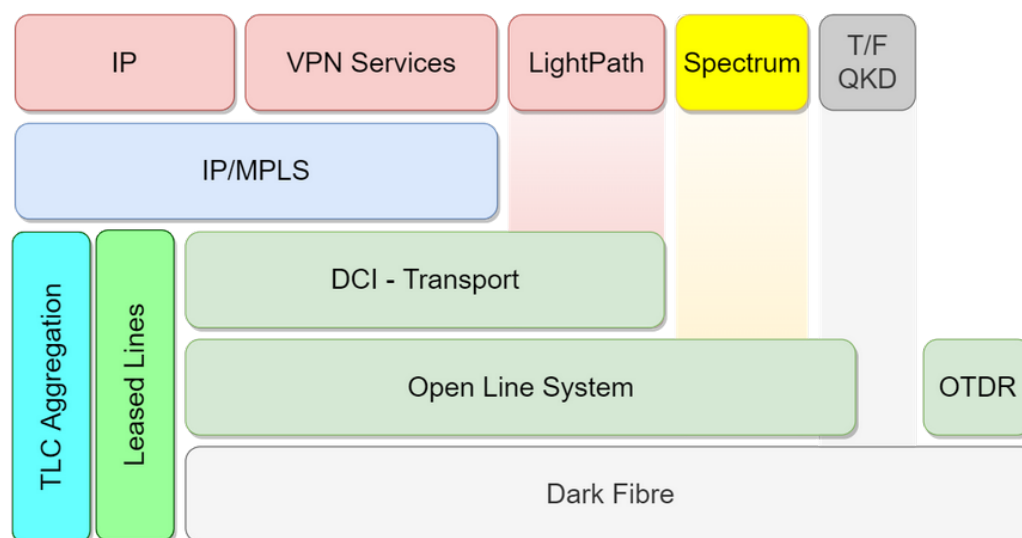 IP
VPN Services
LightPath
Spectrum
T/F
QKD
IP/MPLS
TLC Aggregation
Leased Lines
DCI - Transport
Open Line System
OTDR
Dark Fibre